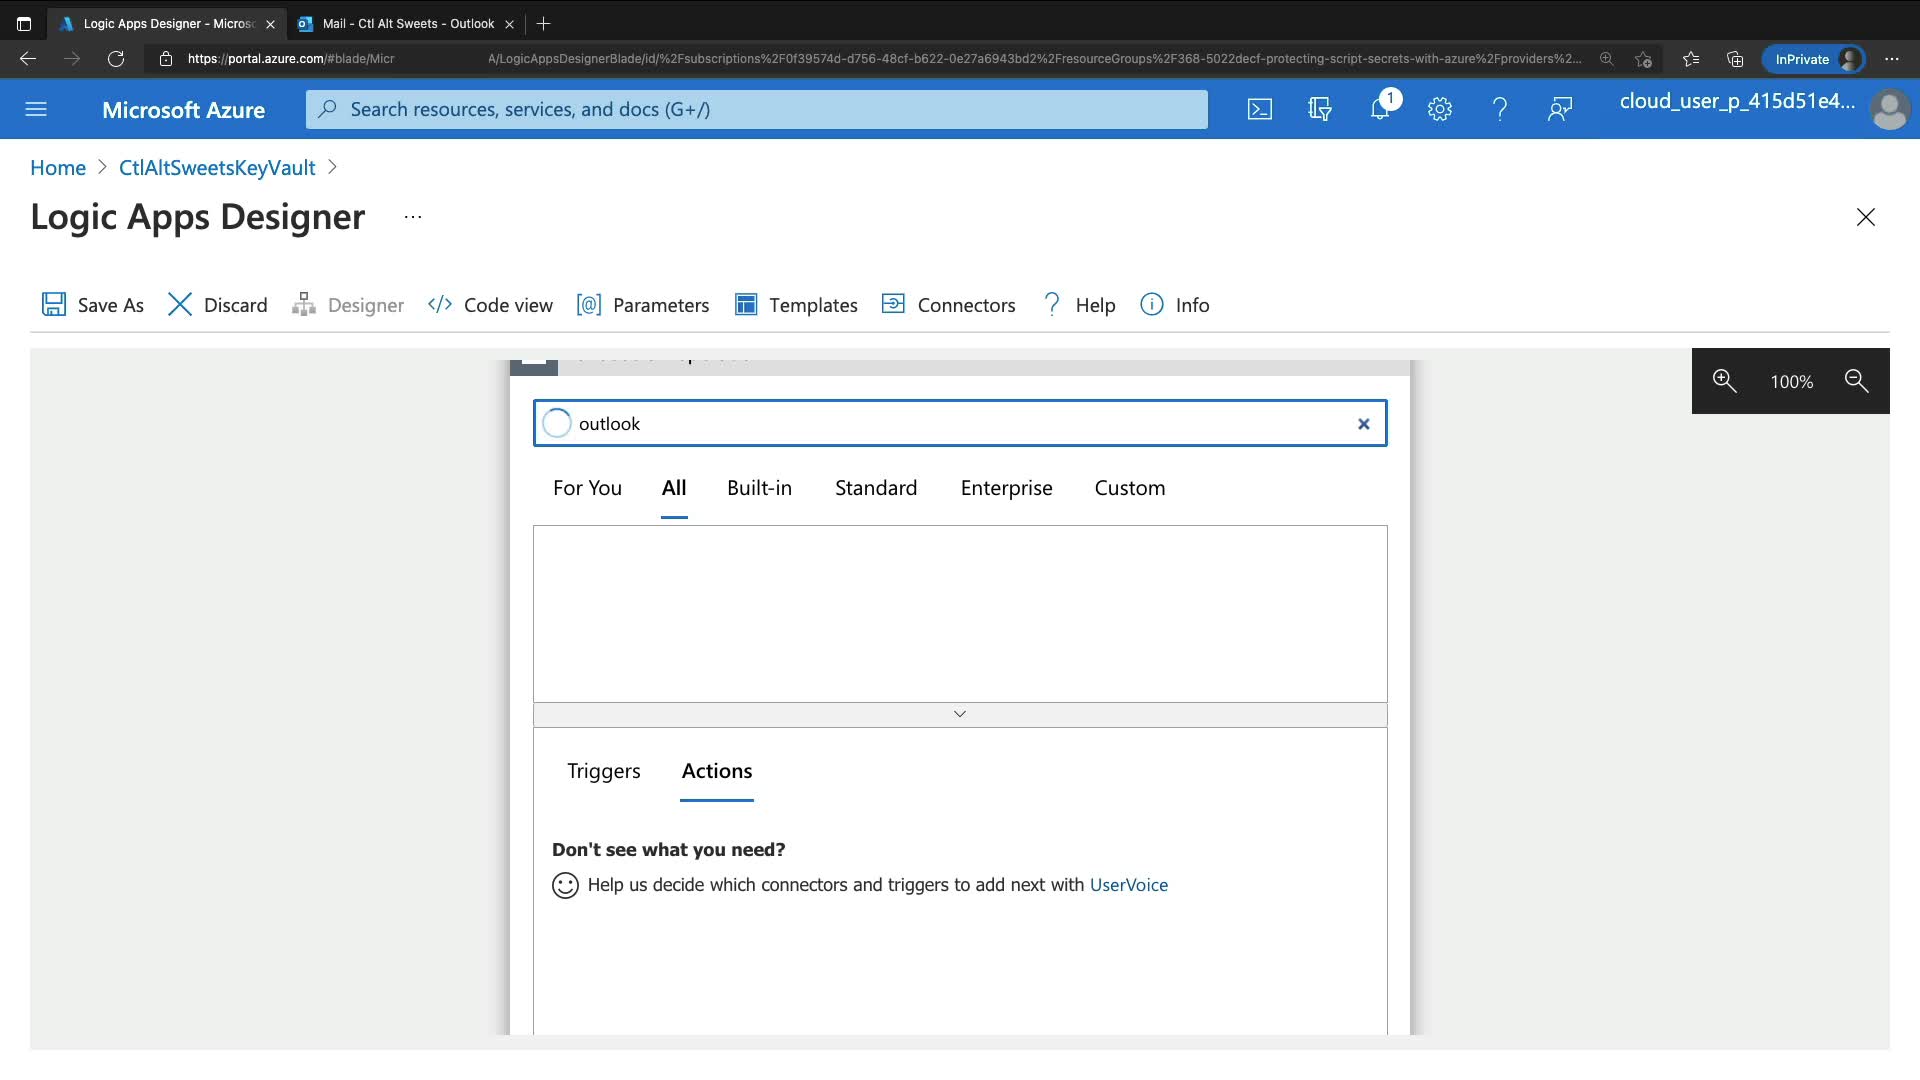 Logic Apps Designer - Micros
Mail - Ctl Alt Sweets - Outlook
https://portal.azure.com/#blade/Micr A/LogicAppsDesignerBlade/id/%2Fsubscriptions%2F0f39574d-d756-48cf-b622-0e27a6943bd2%2FresourceGroups%2F368-5022decf-protecting-script-secrets-with-azure%2Fproviders%2...
InPrivate
Microsoft Azure
Search resources, services, and docs (G+/)
1
cloud_user_p_415d51e4...
Home > CtlAltSweetsKeyVault >
Logic Apps Designer ...
Save As
Discard
Designer
Code view
Parameters
Templates
Connectors
Help
Info
100%
outlook
For You
All
Built-in
Standard
Enterprise
Custom
Triggers
Actions
Don't see what you need?
Help us decide which connectors and triggers to add next with UserVoice